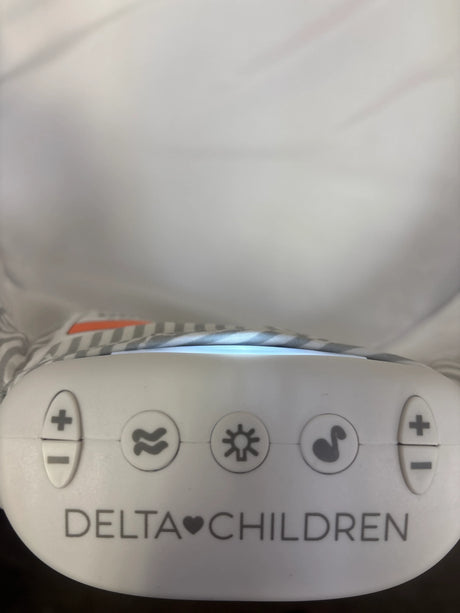 + +
− −
DELTA♥CHILDREN